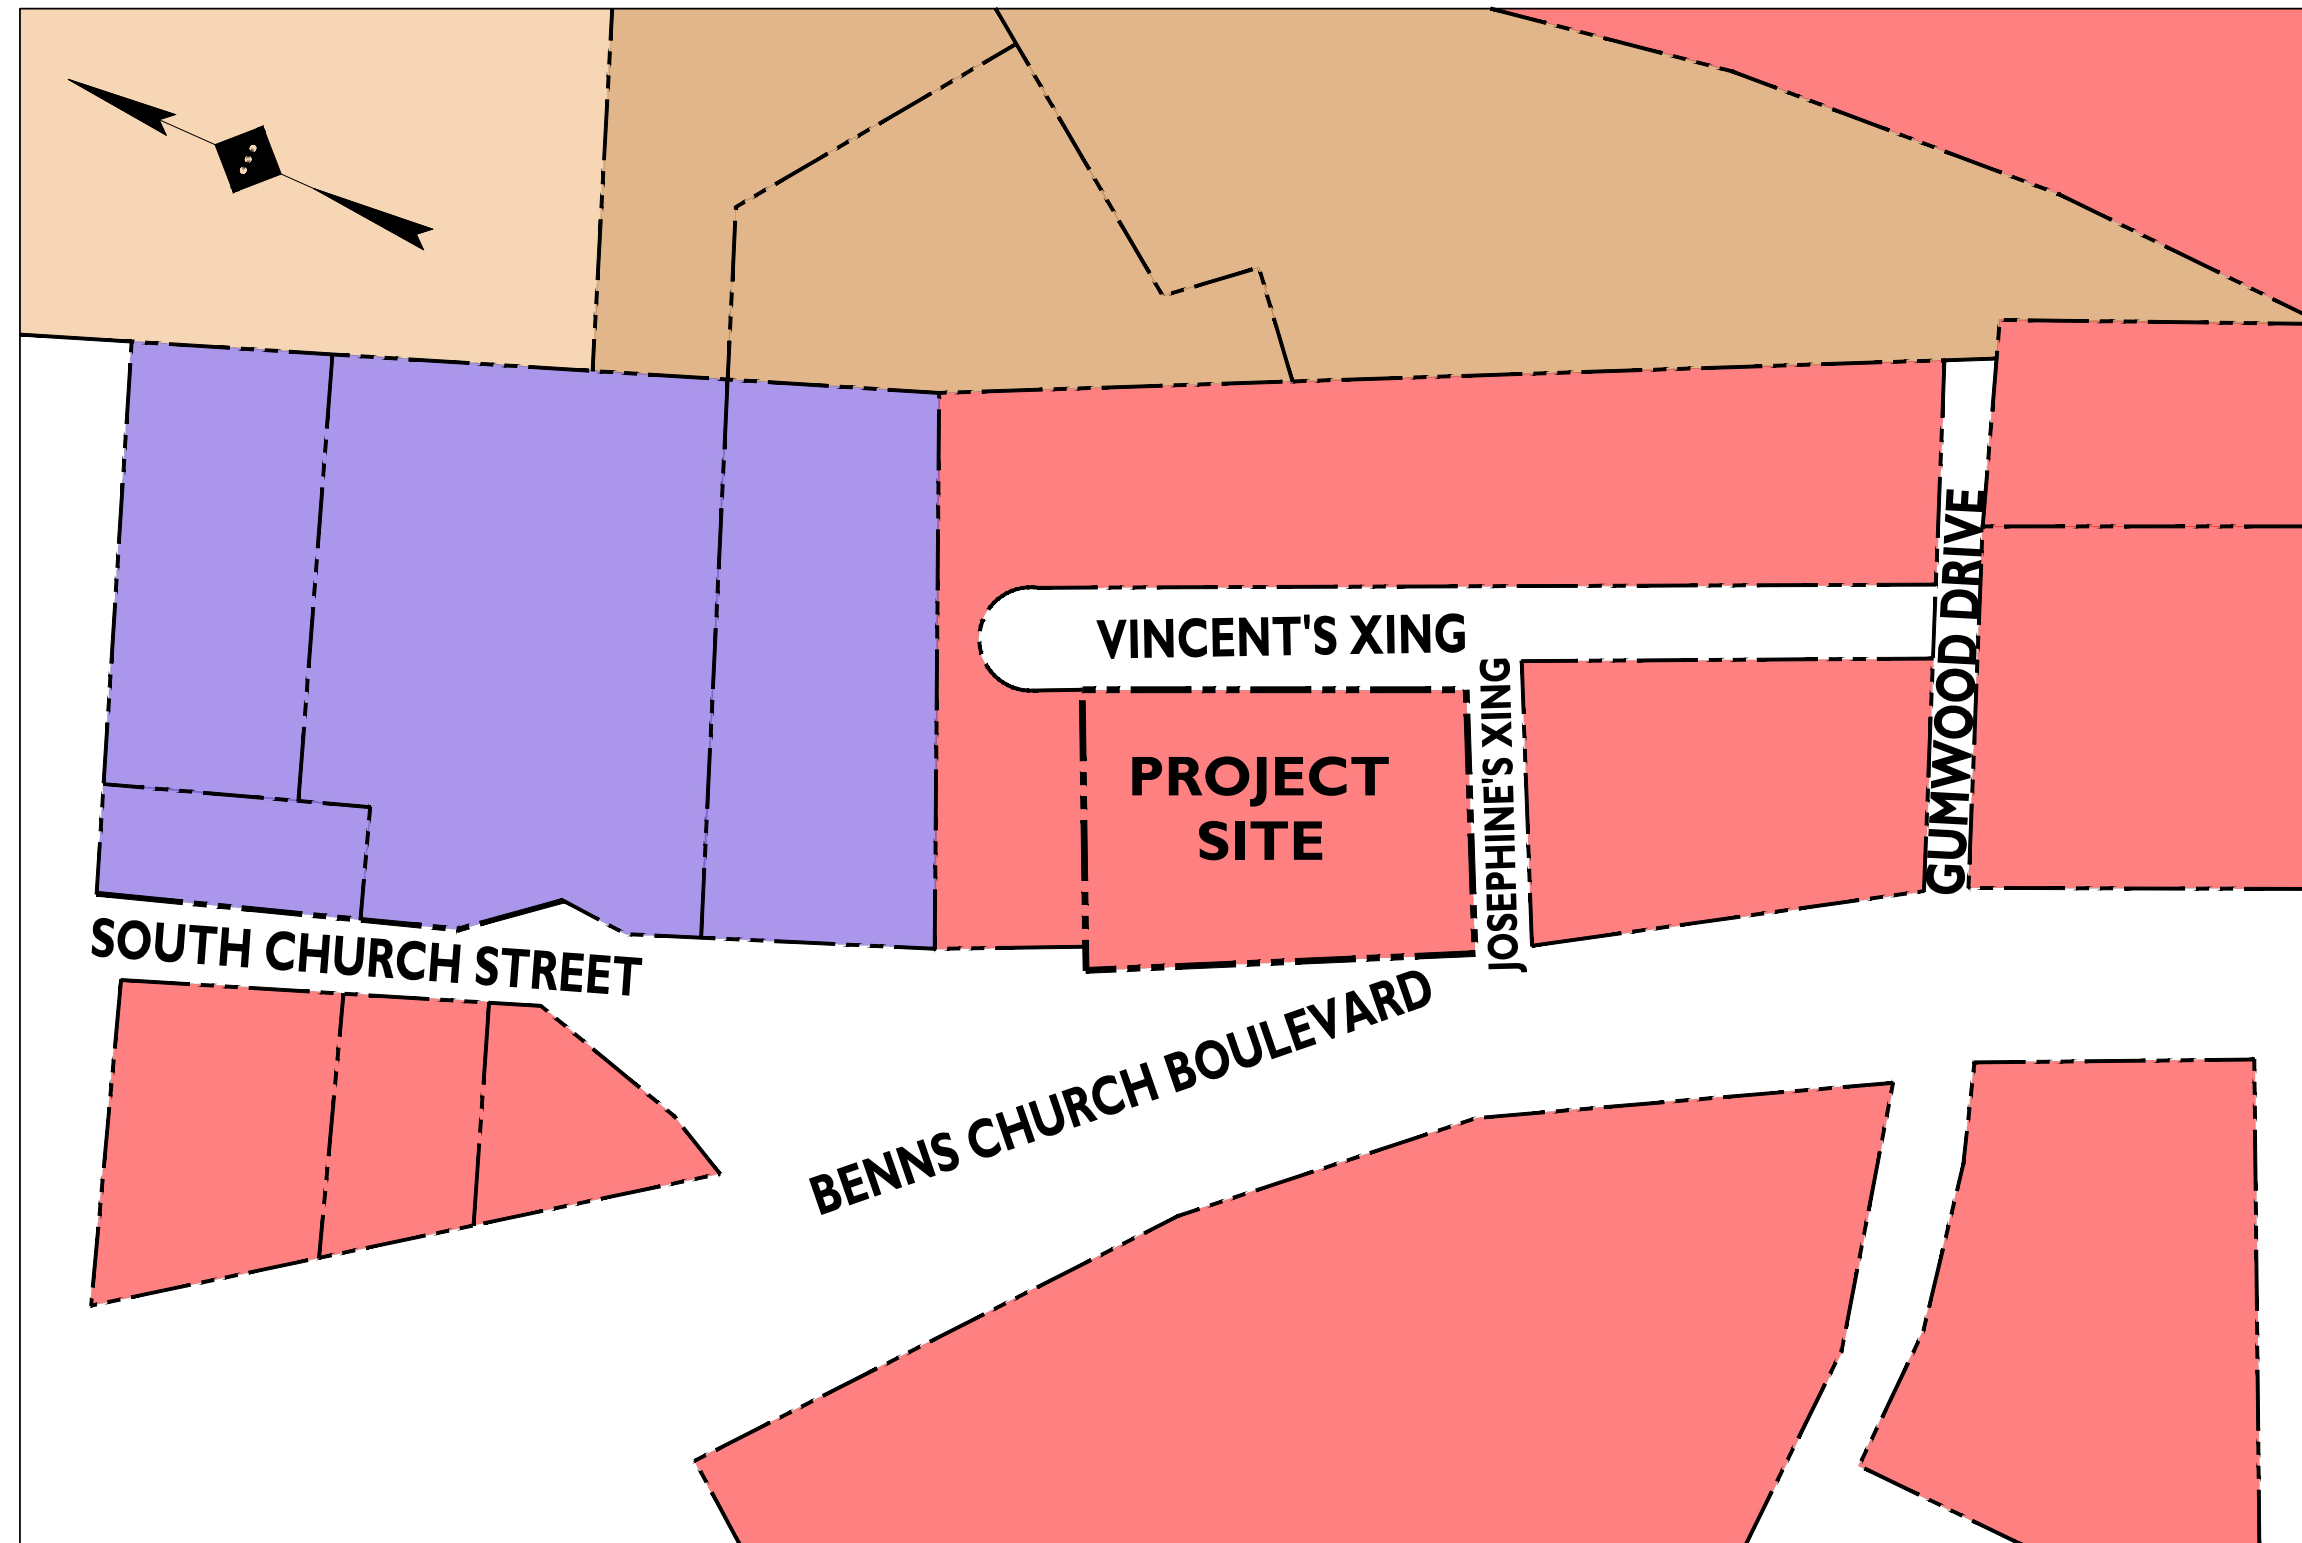 VINCENT'S XING
GUMWOOD DRIVE
JOSEPHINE'S XING
PROJECT
SITE
SOUTH CHURCH STREET
BENNS CHURCH BOULEVARD